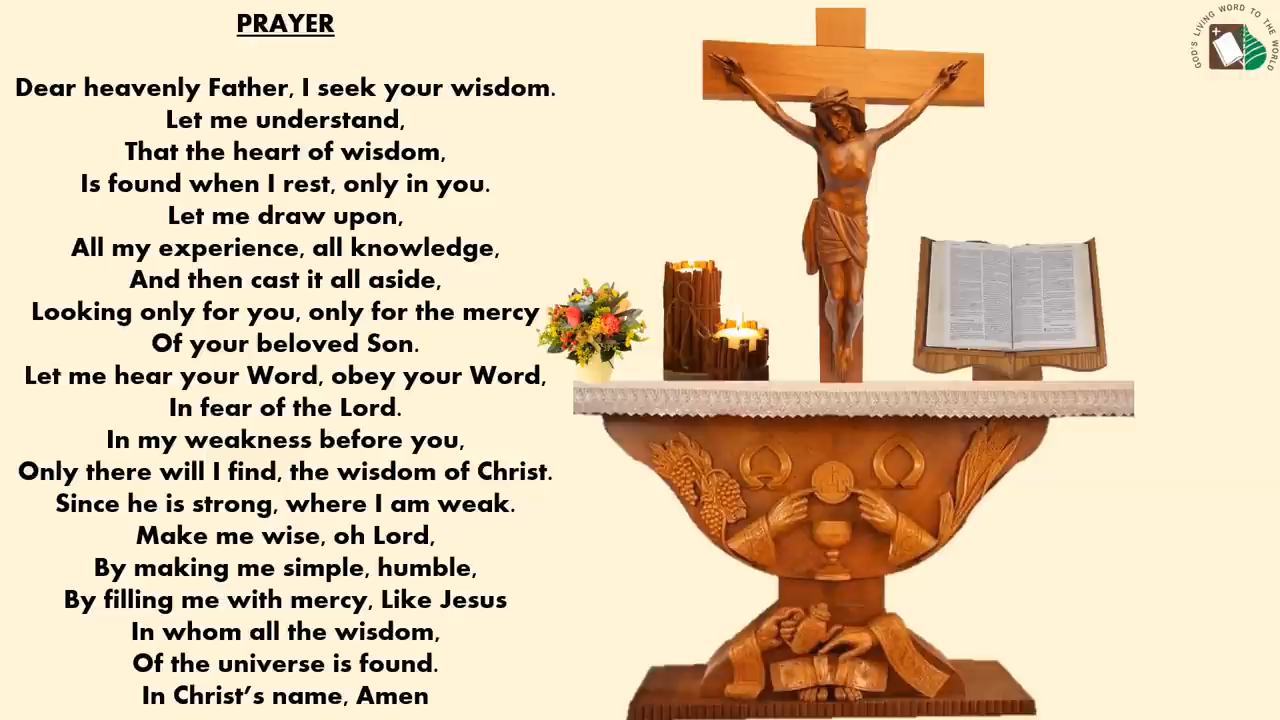 PRAYER
Dear heavenly Father, I seek your wisdom.
Let me understand,
That the heart of wisdom,
Is found when I rest, only in you.
Let me draw upon,
All my experience, all knowledge,
And then cast it all aside,
Looking only for you, only for the mercy
Of your beloved Son.
Let me hear your Word, obey your Word,
In fear of the Lord.
In my weakness before you,
Only there will I find, the wisdom of Christ.
Since he is strong, where I am weak.
Make me wise, oh Lord,
By making me simple, humble,
By filling me with mercy, Like Jesus
In whom all the wisdom,
Of the universe is found.
In Christ’s name, Amen
GOD'S LIVING WORD TO THE WORLD